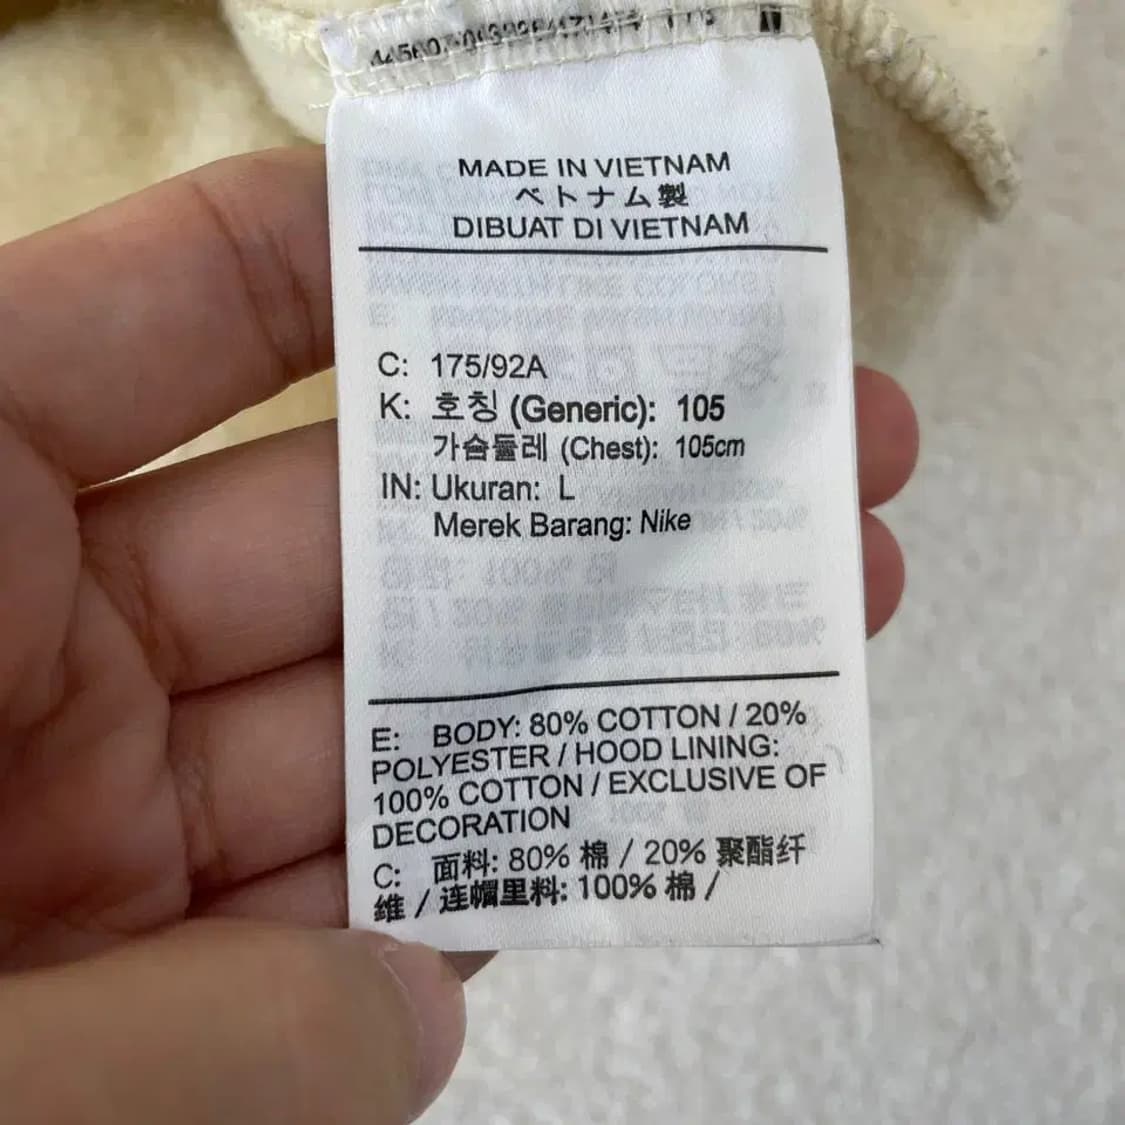 MADE IN VIETNAM
ベトナム製
DIBUAT DI VIETNAM
C: 175/92A
K: 호칭 (Generic): 105
가슴둘레 (Chest): 105cm
IN: Ukuran: L
Merek Barang: Nike
E: BODY: 80% COTTON / 20%
POLYESTER / HOOD LINING:
100% COTTON / EXCLUSIVE OF
DECORATION
C: 面料: 80% 棉 / 20% 聚酯纤
维 / 连帽里料: 100% 棉 /